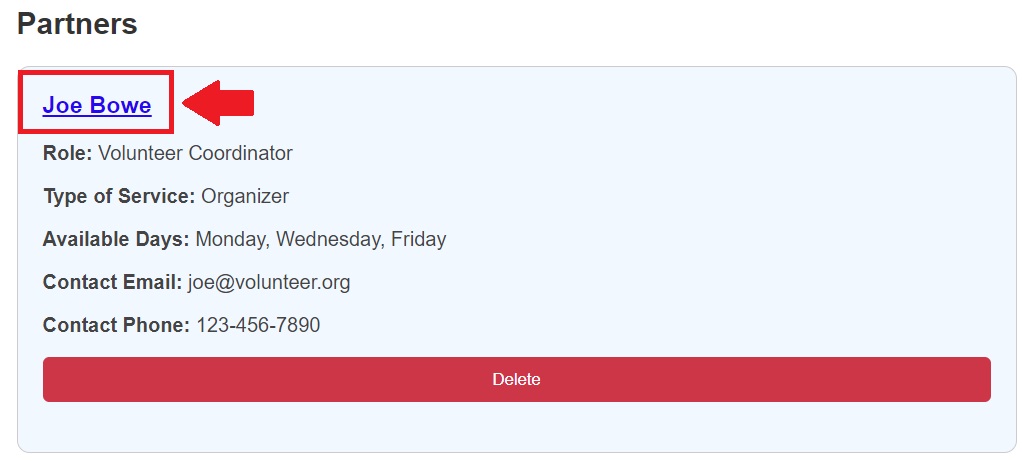 Partners
Joe Bowe
Role: Volunteer Coordinator
Type of Service: Organizer
Available Days: Monday, Wednesday, Friday
Contact Email: joe@volunteer.org
Contact Phone: 123-456-7890
Delete